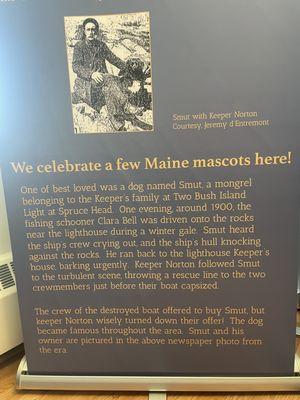 Smut with Keeper Norton
Courtesy, Jeremy d'Entremont
We celebrate a few Maine mascots here!
One of best loved was a dog named Smut, a mongrel
belonging to the Keeper's family at Two Bush Island
Light at Spruce Head. One evening, around 1900, the
fishing schooner Clara Bell was driven onto the rocks
near the lighthouse during a winter gale. Smut heard
the ship's crew crying out, and the ship's hull knocking
against the rocks. He ran back to the lighthouse Keeper's
house, barking urgently. Keeper Norton followed Smut
to the turbulent scene, throwing a rescue line to the two
crewmembers just before their boat capsized.
The crew of the destroyed boat offered to buy Smut, but
keeper Norton wisely turned down their offer! The dog
became famous throughout the area. Smut and his
owner are pictured in the above newspaper photo from
the era.